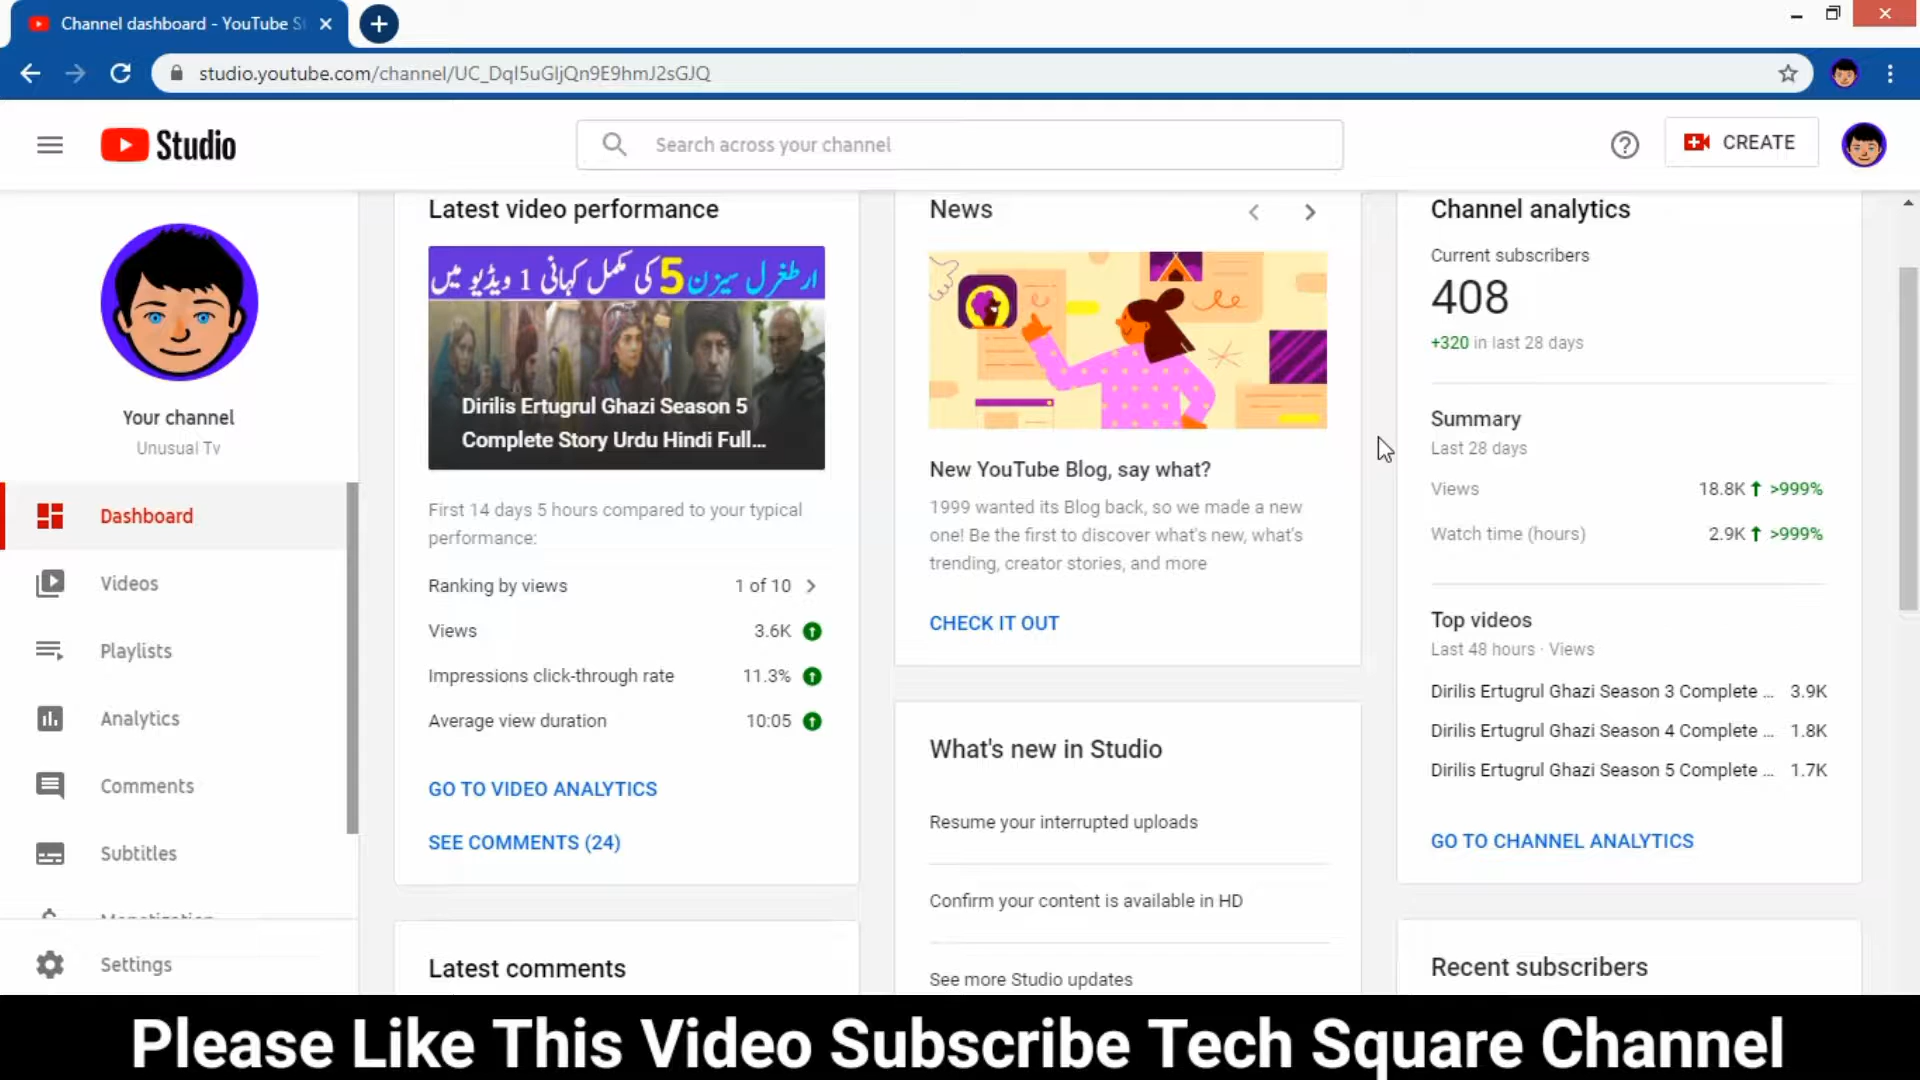 Channel dashboard - YouTube S
studio.youtube.com/channel/UC_DqI5uGIjQn9E9hmJ2sGJQ
Studio
Search across your channel
CREATE
Your channel
Unusual Tv
Dashboard
Videos
Playlists
Analytics
Comments
Subtitles
Monetization
Settings
Latest video performance
ارطغرل سیزن 5 کی مکمل کہانی 1 ویڈیو میں
Dirilis Ertugrul Ghazi Season 5
Complete Story Urdu Hindi Full...
First 14 days 5 hours compared to your typical
performance:
Ranking by views 1 of 10
Views 3.6K
Impressions click-through rate 11.3%
Average view duration 10:05
GO TO VIDEO ANALYTICS
SEE COMMENTS (24)
Latest comments
News
New YouTube Blog, say what?
1999 wanted its Blog back, so we made a new
one! Be the first to discover what's new, what's
trending, creator stories, and more
CHECK IT OUT
What's new in Studio
Resume your interrupted uploads
Confirm your content is available in HD
See more Studio updates
Channel analytics
Current subscribers
408
+320 in last 28 days
Summary
Last 28 days
Views 18.8K >999%
Watch time (hours) 2.9K >999%
Top videos
Last 48 hours · Views
Dirilis Ertugrul Ghazi Season 3 Complete ... 3.9K
Dirilis Ertugrul Ghazi Season 4 Complete ... 1.8K
Dirilis Ertugrul Ghazi Season 5 Complete ... 1.7K
GO TO CHANNEL ANALYTICS
Recent subscribers
Please Like This Video Subscribe Tech Square Channel